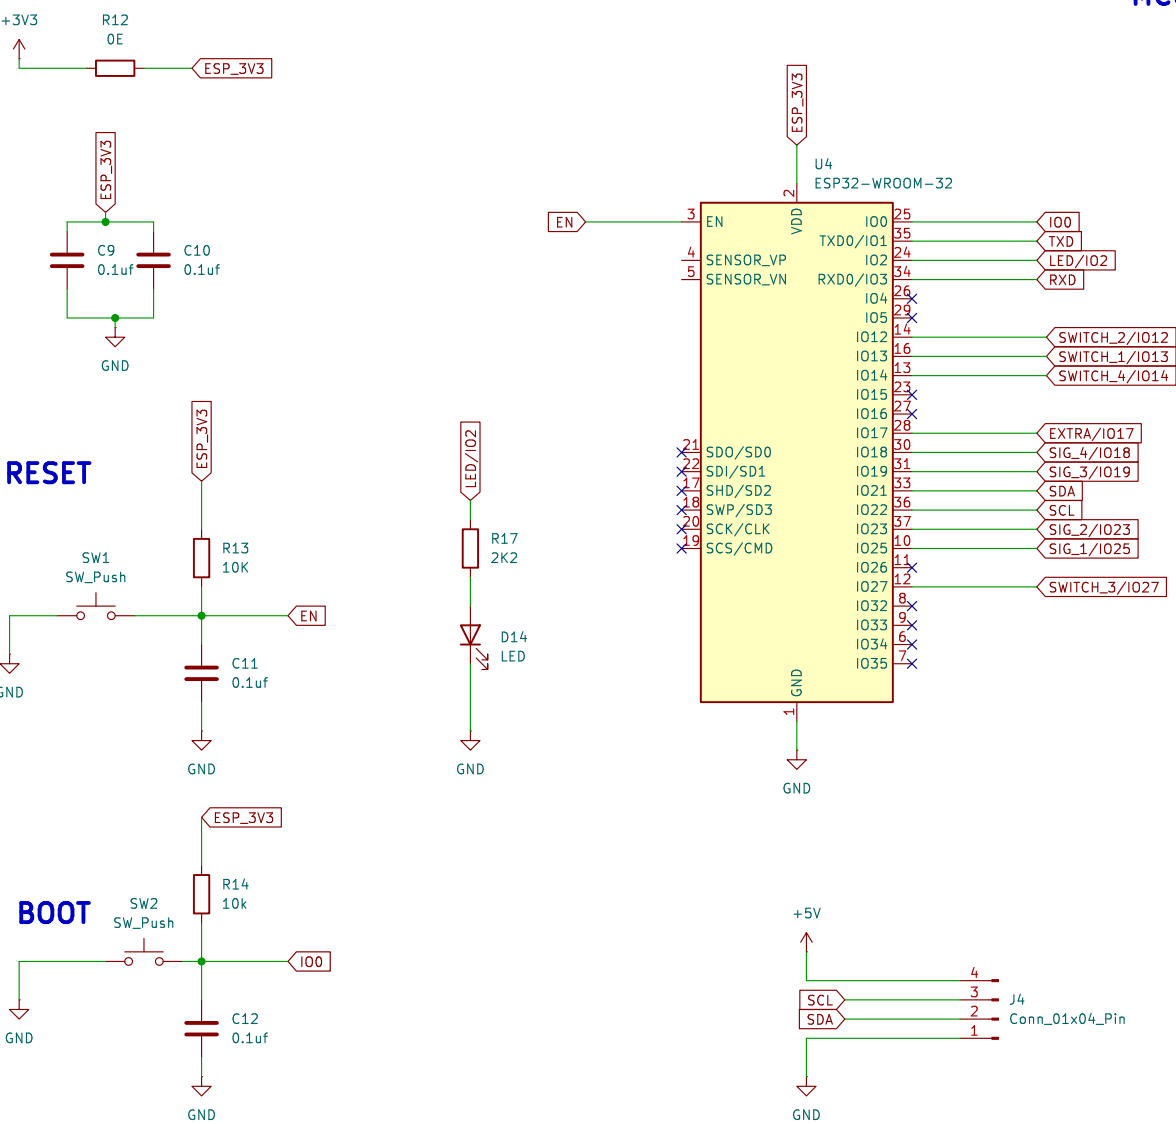 +3V3
R12
0E
ESP_3V3
ESP_3V3
C9
0.1uf
C10
0.1uf
GND
RESET
ESP_3V3
R13
10K
SW1
SW_Push
EN
C11
0.1uf
GND
GND
LED/IO2
R17
2K2
D14
LED
GND
BOOT
ESP_3V3
R14
10k
SW2
SW_Push
IO0
C12
0.1uf
GND
GND
ESP_3V3
U4
ESP32-WROOM-32
2
VDD
EN
3
EN
4
SENSOR_VP
5
SENSOR_VN
21
SDO/SD0
22
SDI/SD1
17
SHD/SD2
18
SWP/SD3
20
SCK/CLK
19
SCS/CMD
IO0
25
IO0
TXD0/IO1
35
TXD
IO2
24
LED/IO2
RXD0/IO3
34
RXD
IO4
26
IO5
29
IO12
14
SWITCH_2/IO12
IO13
16
SWITCH_1/IO13
IO14
13
SWITCH_4/IO14
IO15
23
IO16
27
IO17
28
EXTRA/IO17
IO18
30
SIG_4/IO18
IO19
31
SIG_3/IO19
IO21
33
SDA
IO22
36
SCL
IO23
37
SIG_2/IO23
IO25
10
SIG_1/IO25
IO26
11
IO27
12
SWITCH_3/IO27
IO32
8
IO33
9
IO34
6
IO35
7
GND
1
GND
+5V
4
SCL
3
SDA
2
1
J4
Conn_01x04_Pin
GND